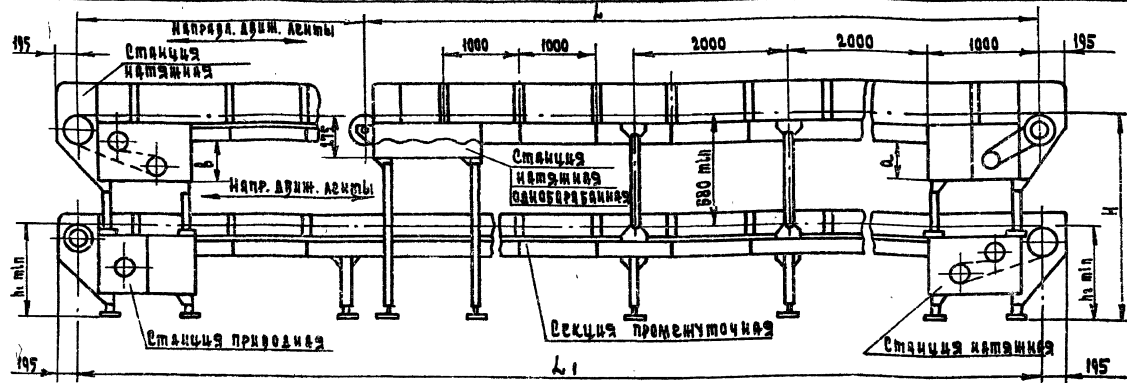 L
Направл. движ. ленты
195
Станция
натяжная
1000
1000
2000
2000
1000
195
275
в
Станция
натяжная
однобарабанная
680 min
а
H
Напр. движ. ленты
h1 min
h2 min
Станция приводная
Секция промежуточная
Станция натяжная
195
L1
195